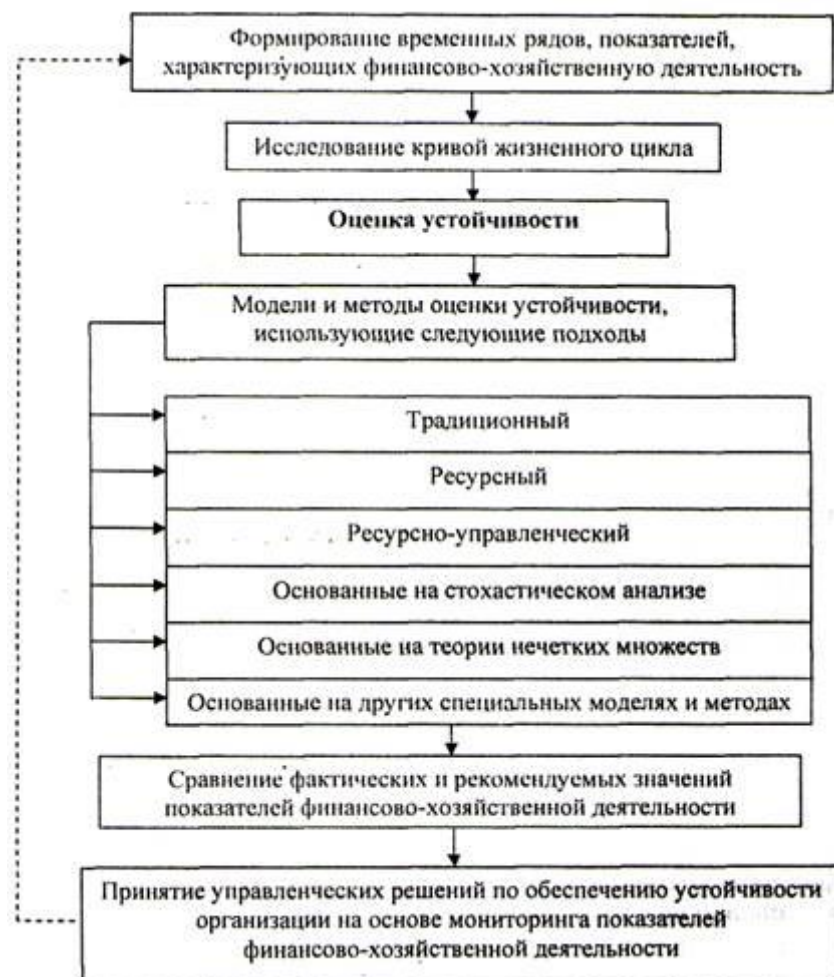 Формирование временных рядов, показателей,
характеризующих финансово-хозяйственную деятельность
Исследование кривой жизненного цикла
Оценка устойчивости
Модели и методы оценки устойчивости,
использующие следующие подходы
Традиционный
Ресурсный
Ресурсно-управленческий
Основанные на стохастическом анализе
Основанные на теории нечетких множеств
Основанные на других специальных моделях и методах
Сравнение фактических и рекомендуемых значений
показателей финансово-хозяйственной деятельности
Принятие управленческих решений по обеспечению устойчивости
организации на основе мониторинга показателей
финансово-хозяйственной деятельности